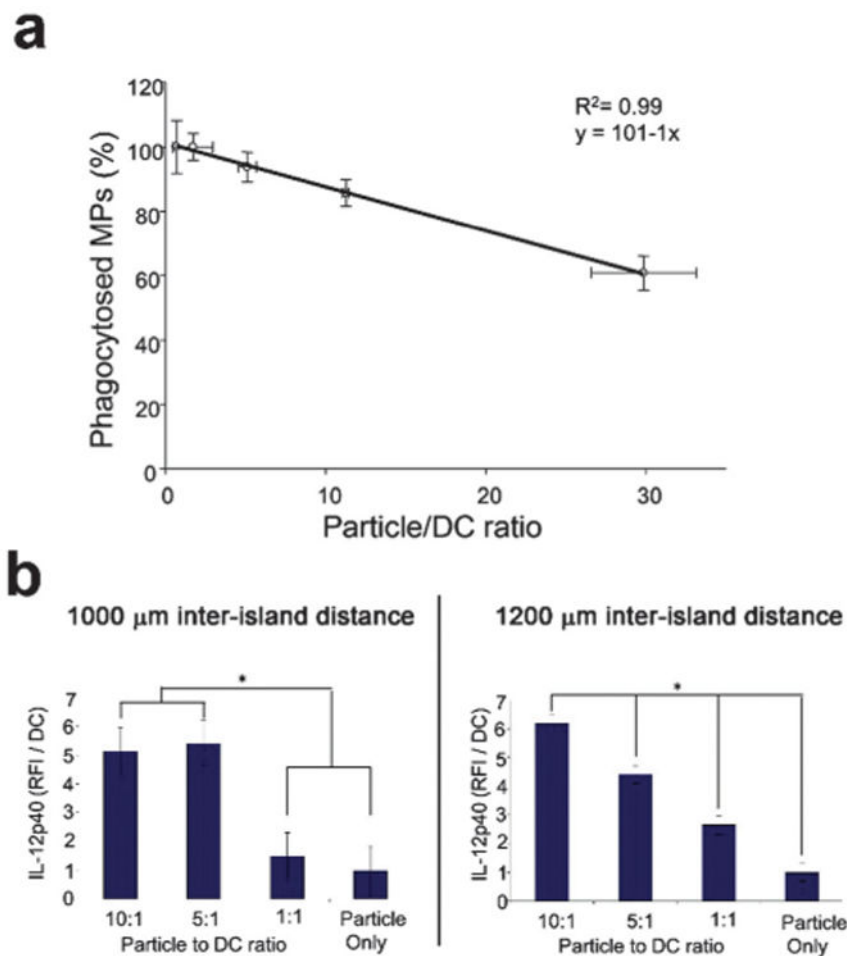 a
120
100
80
60
40
20
0
Phagocytosed MPs (%)
R²= 0.99
y = 101-1x
0 10 20 30
Particle/DC ratio
b
1000 μm inter-island distance
*
7
6
5
4
3
2
1
0
IL-12p40 (RFI / DC)
10:1 5:1 1:1 Particle Only
Particle to DC ratio
1200 μm inter-island distance
*
7
6
5
4
3
2
1
0
IL-12p40 (RFI / DC)
10:1 5:1 1:1 Particle Only
Particle to DC ratio